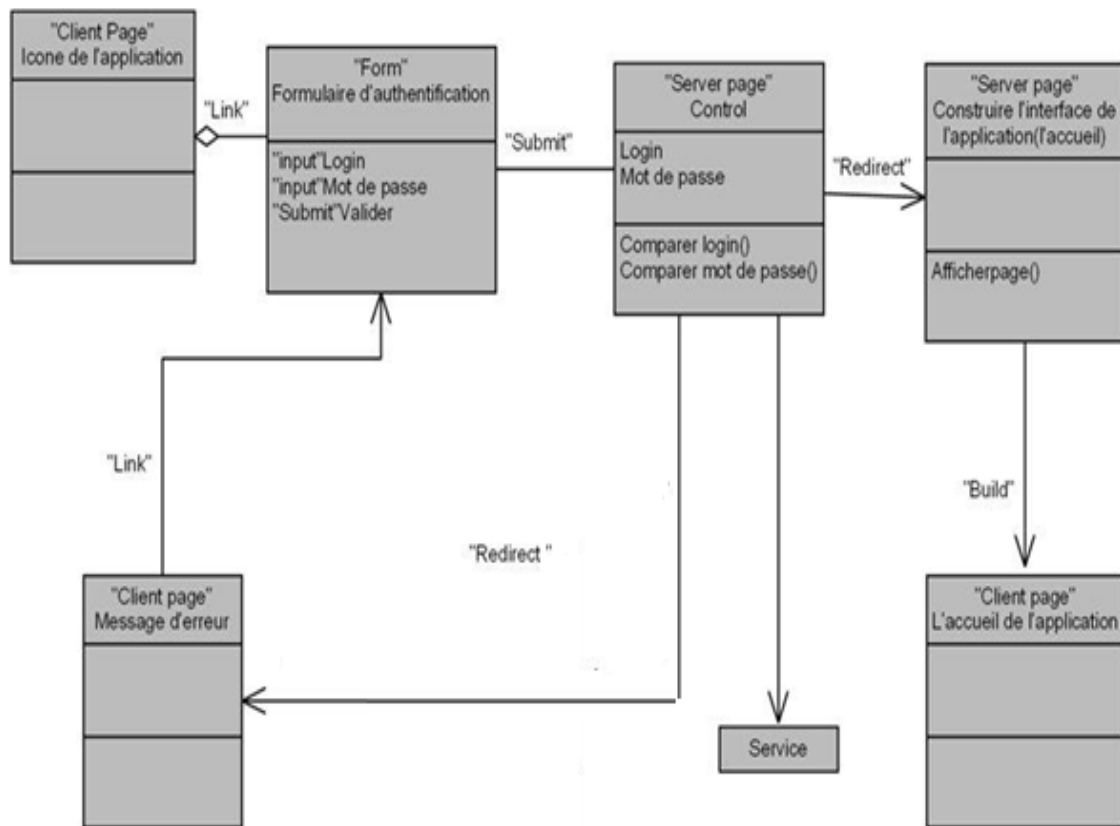 "Client Page"
Icone de l'application
"Link"
"Form"
Formulaire d'authentification
"input"Login
"input"Mot de passe
"Submit"Valider
"Submit"
"Server page"
Control
Login
Mot de passe
Comparer login()
Comparer mot de passe()
"Redirect"
"Server page"
Construire l'interface de
l'application(l'accueil)
Afficherpage()
"Link"
"Redirect "
"Build"
"Client page"
Message d'erreur
Service
"Client page"
L'accueil de l'application